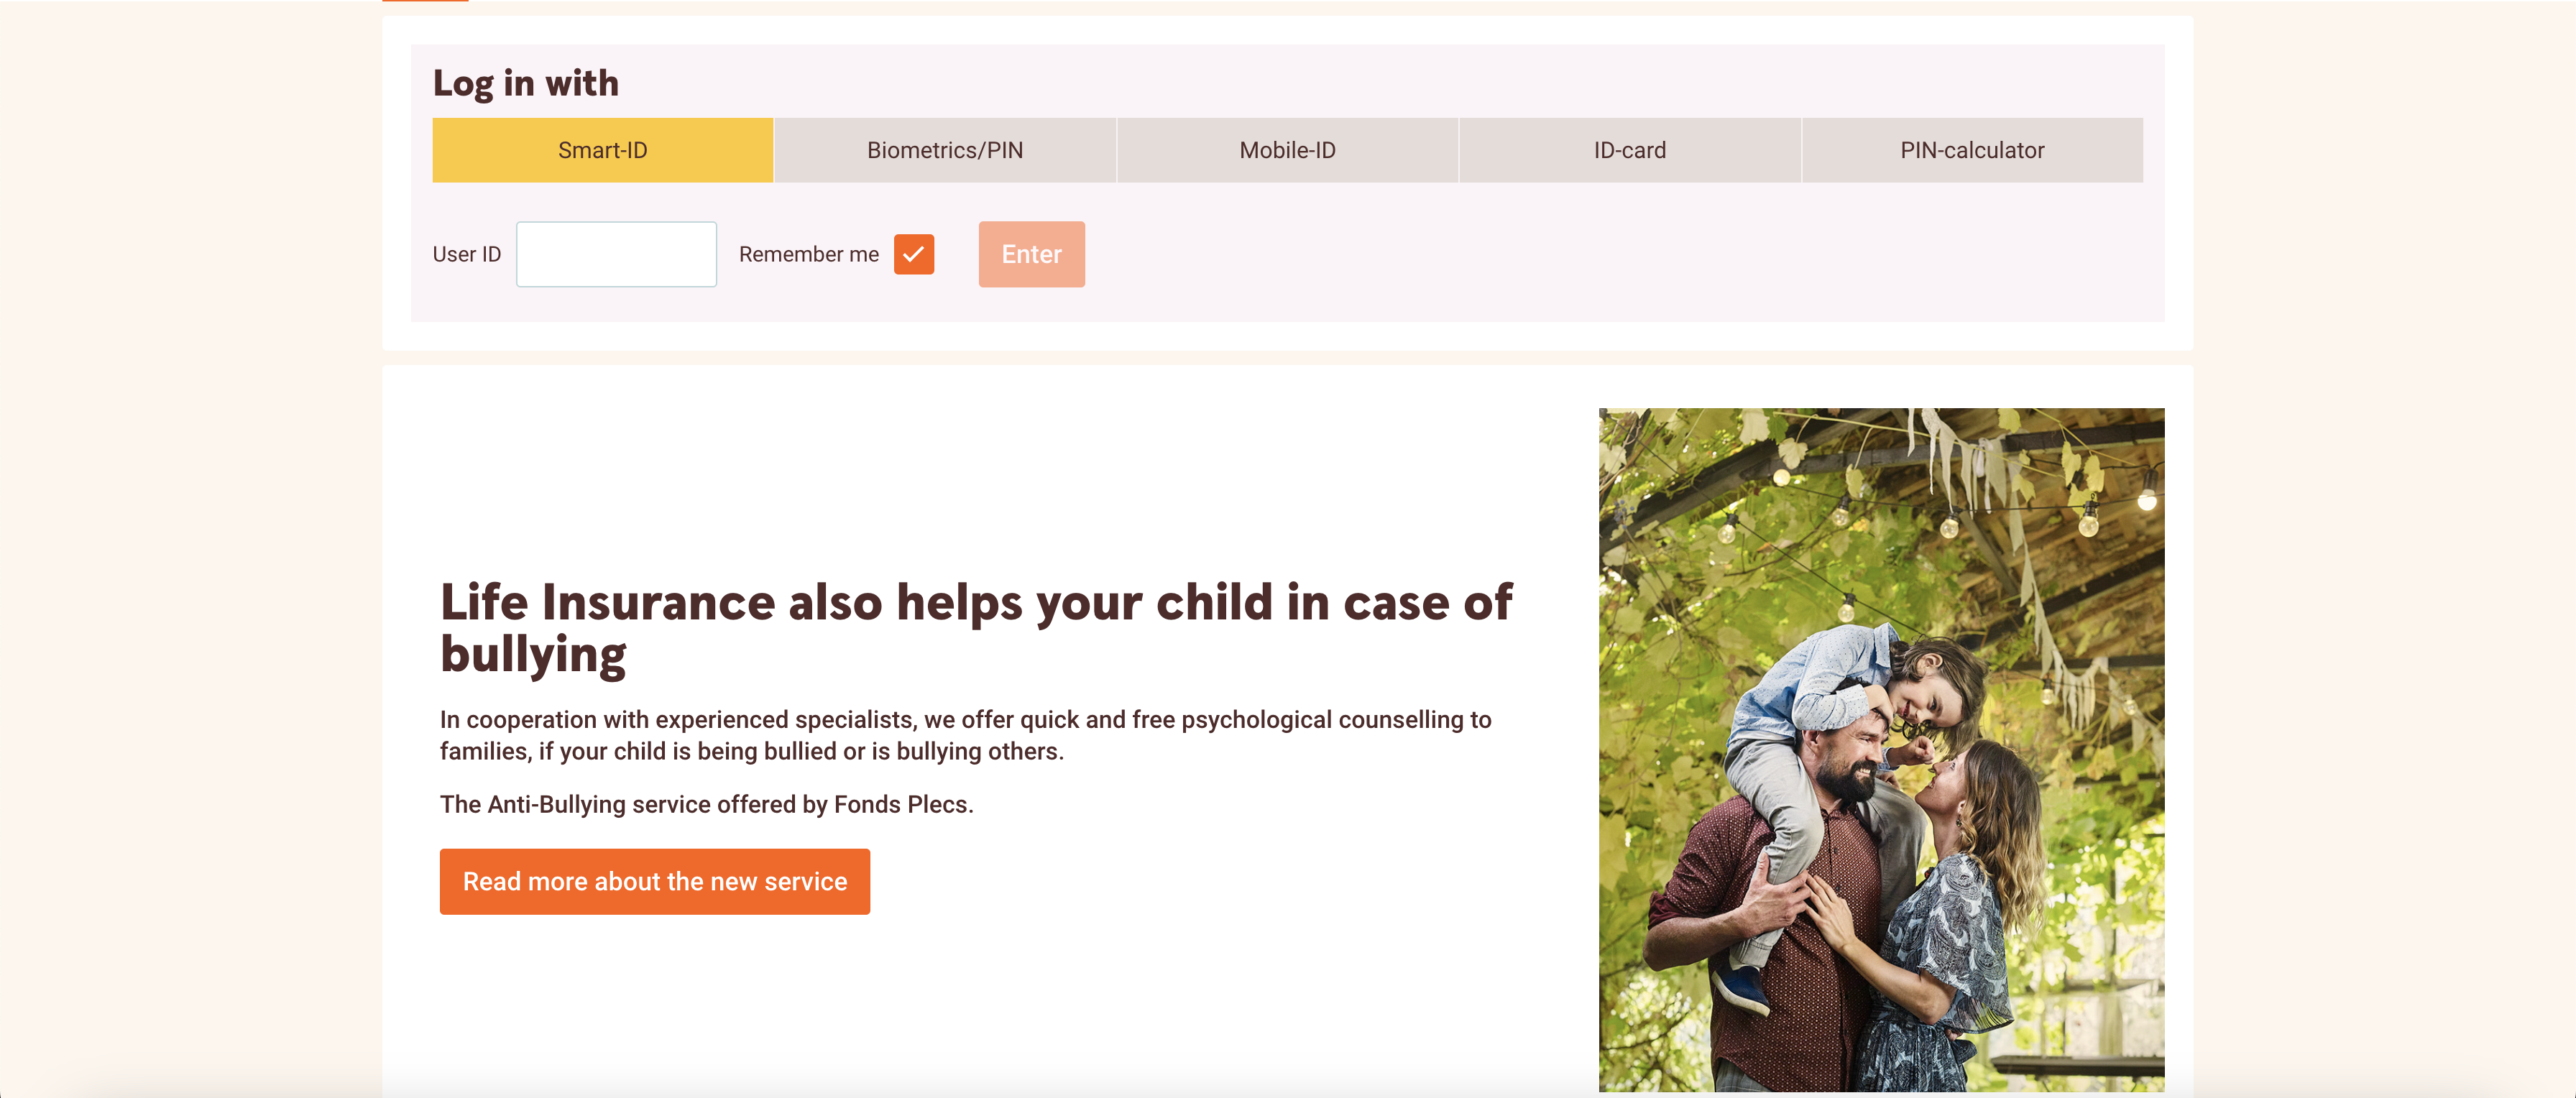 Log in with
Smart-ID
Biometrics/PIN
Mobile-ID
ID-card
PIN-calculator
User ID
Remember me
Enter
Life Insurance also helps your child in case of
bullying
In cooperation with experienced specialists, we offer quick and free psychological counselling to
families, if your child is being bullied or is bullying others.
The Anti-Bullying service offered by Fonds Plecs.
Read more about the new service